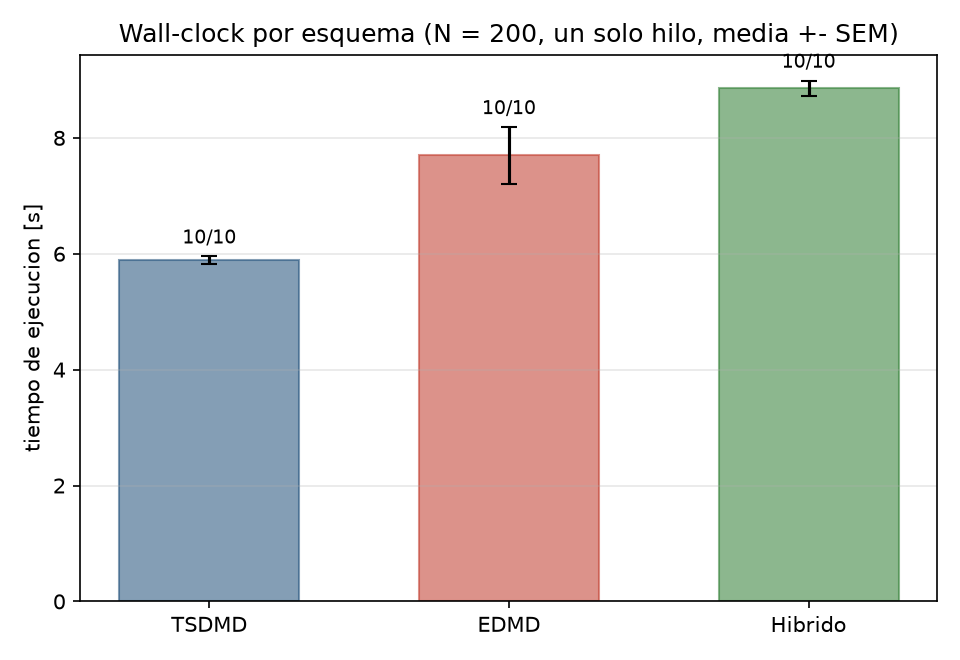 Wall-clock por esquema (N = 200, un solo hilo, media +- SEM)
10/10
10/10
10/10
8
6
4
2
0
tiempo de ejecucion [s]
TSDMD
EDMD
Hibrido